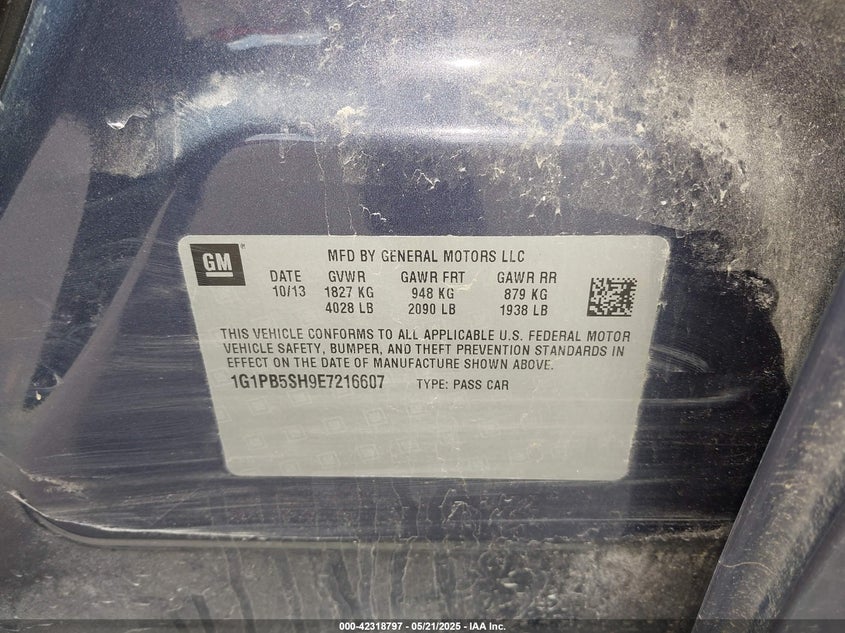 GM
MFD BY GENERAL MOTORS LLC
DATE GVWR GAWR FRT GAWR RR
10/13 1827 KG 948 KG 879 KG
4028 LB 2090 LB 1938 LB
THIS VEHICLE CONFORMS TO ALL APPLICABLE U.S. FEDERAL MOTOR
VEHICLE SAFETY, BUMPER, AND THEFT PREVENTION STANDARDS IN
EFFECT ON THE DATE OF MANUFACTURE SHOWN ABOVE.
1G1PB5SH9E7216607 TYPE: PASS CAR
000-42318797 - 05/21/2025 - IAA Inc.